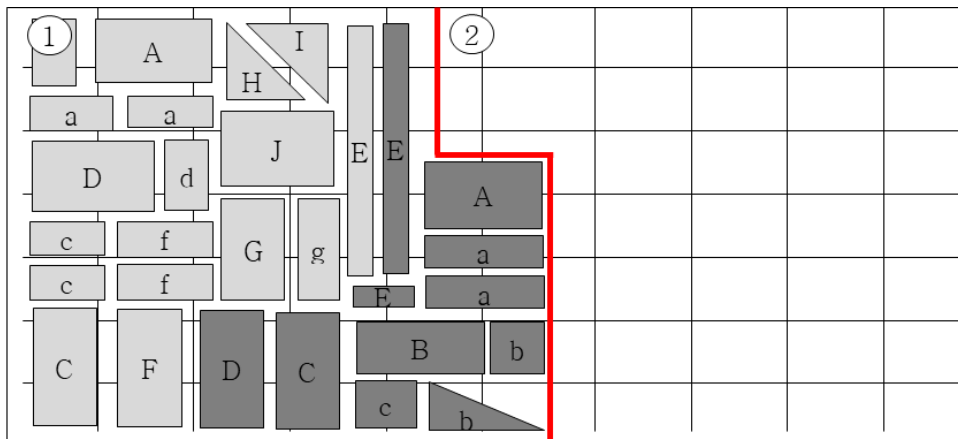 ① A I ②
H
a a J E E
D d A
c f G g a
c f E a
C F D C B b
c b